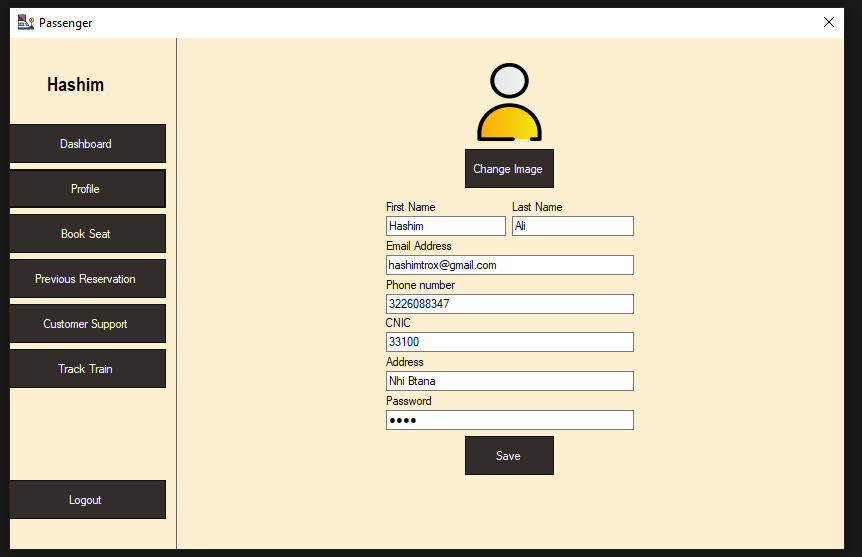 Passenger
Hashim
Dashboard
Profile
Book Seat
Previous Reservation
Customer Support
Track Train
Logout
Change Image
First Name Last Name
Hashim Ali
Email Address
hashimtrox@gmail.com
Phone number
3226088347
CNIC
33100
Address
Nhi Btana
Password
●●●●
Save